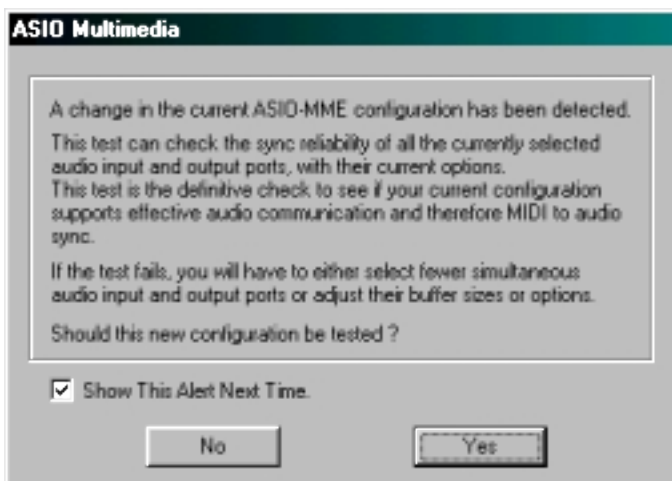 ASIO Multimedia
A change in the current ASIO-MME configuration has been detected.
This test can check the sync reliability of all the currently selected
audio input and output ports, with their current options.
This test is the definitive check to see if your current configuration
supports effective audio communication and therefore MIDI to audio
sync.
If the test fails, you will have to either select fewer simultaneous
audio input and output ports or adjust their buffer sizes or options.
Should this new configuration be tested ?
Show This Alert Next Time.
No
Yes